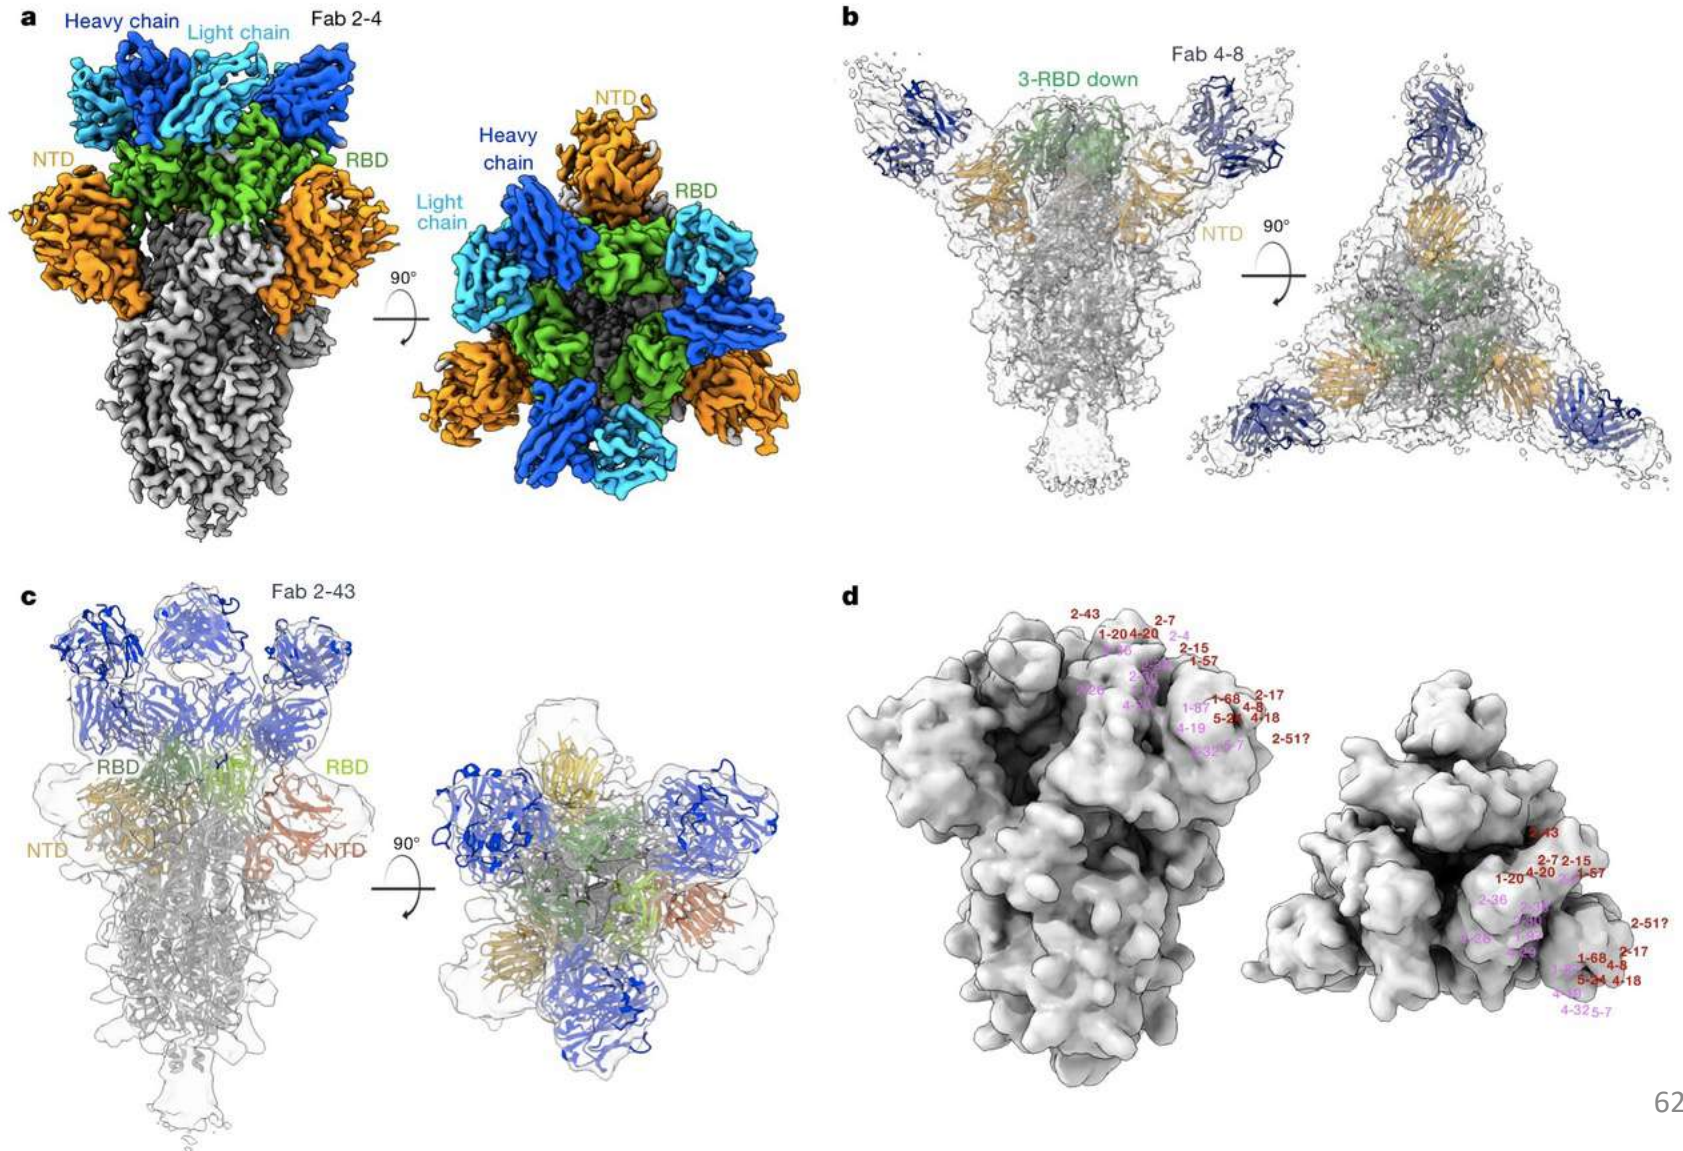 a
Heavy chain
Light chain
Fab 2-4
NTD
RBD
90°
NTD
Heavy
chain
RBD
Light
chain
b
3-RBD down
Fab 4-8
NTD
90°
c
Fab 2-43
RBD
RBD
NTD
NTD
90°
d
2-43
2-7
1-20
4-20
2-4
2-15
1-57
4-19
1-87
1-68
2-17
4-8
5-24
4-18
2-51?
2-43
2-7
2-15
1-20
4-20
1-57
2-36
2-51?
2-17
1-68
4-8
5-24
4-18
4-32
5-7
62